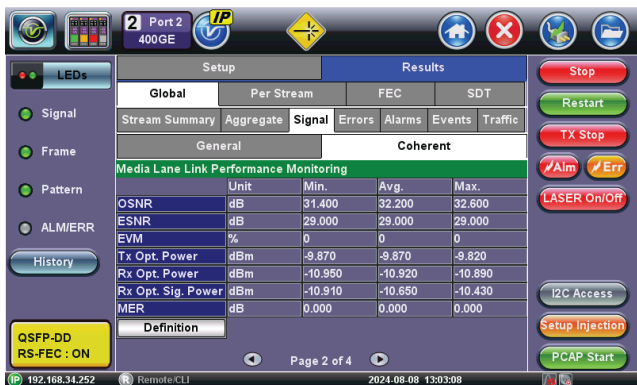 2 Port 2
400GE
IP
LEDs
Signal
Frame
Pattern
ALM/ERR
History
QSFP-DD
RS-FEC : ON
Setup Results
Global Per Stream FEC SDT
Stream Summary Aggregate Signal Errors Alarms Events Traffic
General Coherent
Media Lane Link Performance Monitoring
Unit Min. Avg. Max.
OSNR dB 31.400 32.200 32.600
ESNR dB 29.000 29.000 29.000
EVM % 0 0 0
Tx Opt. Power dBm -9.870 -9.870 -9.820
Rx Opt. Power dBm -10.950 -10.920 -10.890
Rx Opt. Sig. Power dBm -10.910 -10.650 -10.430
MER dB 0.000 0.000 0.000
Definition
Page 2 of 4
Stop
Restart
TX Stop
Alm Err
LASER On/Off
I2C Access
Setup Injection
PCAP Start
IP 192.168.34.252 R Remote/CLI 2024-08-08 13:03:08